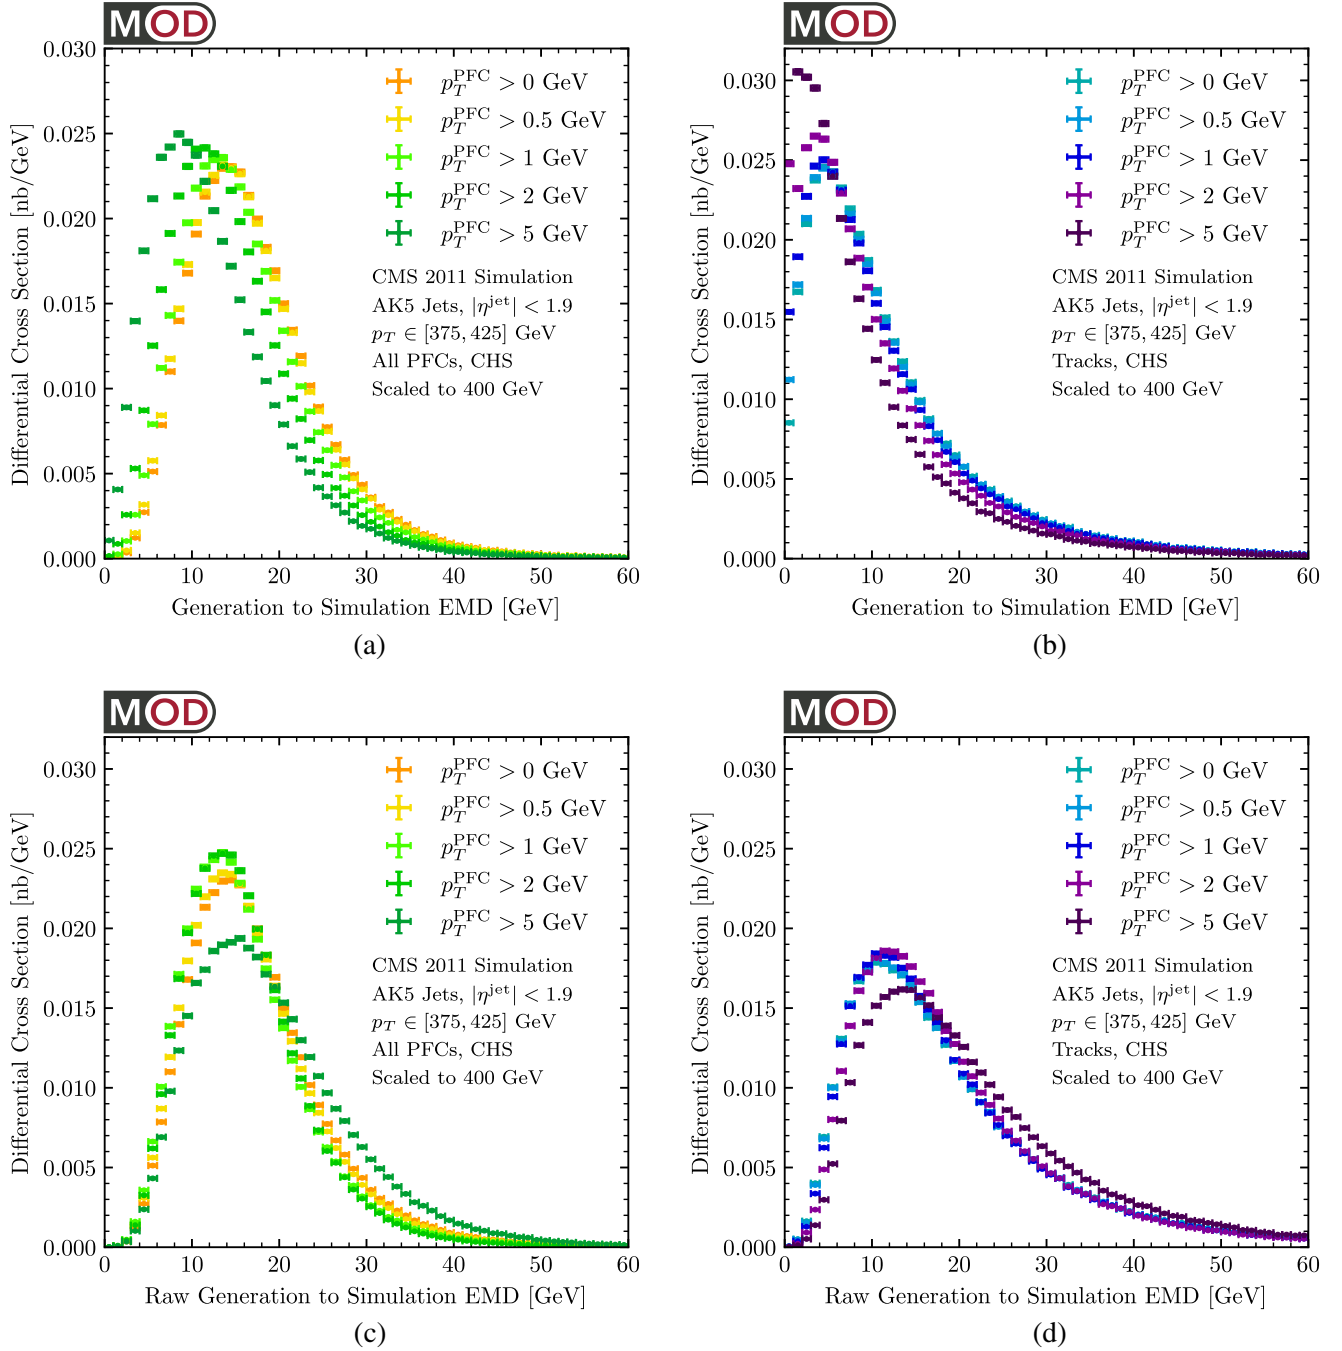 MOD
0.030
0.025
0.020
0.015
0.010
0.005
0.000
Differential Cross Section [nb/GeV]
p_T^PFC > 0 GeV
p_T^PFC > 0.5 GeV
p_T^PFC > 1 GeV
p_T^PFC > 2 GeV
p_T^PFC > 5 GeV
CMS 2011 Simulation
AK5 Jets, |η^jet| < 1.9
p_T ∈ [375, 425] GeV
All PFCs, CHS
Scaled to 400 GeV
0 10 20 30 40 50 60
Generation to Simulation EMD [GeV]
(a)
MOD
0.030
0.025
0.020
0.015
0.010
0.005
0.000
Differential Cross Section [nb/GeV]
p_T^PFC > 0 GeV
p_T^PFC > 0.5 GeV
p_T^PFC > 1 GeV
p_T^PFC > 2 GeV
p_T^PFC > 5 GeV
CMS 2011 Simulation
AK5 Jets, |η^jet| < 1.9
p_T ∈ [375, 425] GeV
Tracks, CHS
Scaled to 400 GeV
0 10 20 30 40 50 60
Generation to Simulation EMD [GeV]
(b)
MOD
0.030
0.025
0.020
0.015
0.010
0.005
0.000
Differential Cross Section [nb/GeV]
p_T^PFC > 0 GeV
p_T^PFC > 0.5 GeV
p_T^PFC > 1 GeV
p_T^PFC > 2 GeV
p_T^PFC > 5 GeV
CMS 2011 Simulation
AK5 Jets, |η^jet| < 1.9
p_T ∈ [375, 425] GeV
All PFCs, CHS
Scaled to 400 GeV
0 10 20 30 40 50 60
Raw Generation to Simulation EMD [GeV]
(c)
MOD
0.030
0.025
0.020
0.015
0.010
0.005
0.000
Differential Cross Section [nb/GeV]
p_T^PFC > 0 GeV
p_T^PFC > 0.5 GeV
p_T^PFC > 1 GeV
p_T^PFC > 2 GeV
p_T^PFC > 5 GeV
CMS 2011 Simulation
AK5 Jets, |η^jet| < 1.9
p_T ∈ [375, 425] GeV
Tracks, CHS
Scaled to 400 GeV
0 10 20 30 40 50 60
Raw Generation to Simulation EMD [GeV]
(d)